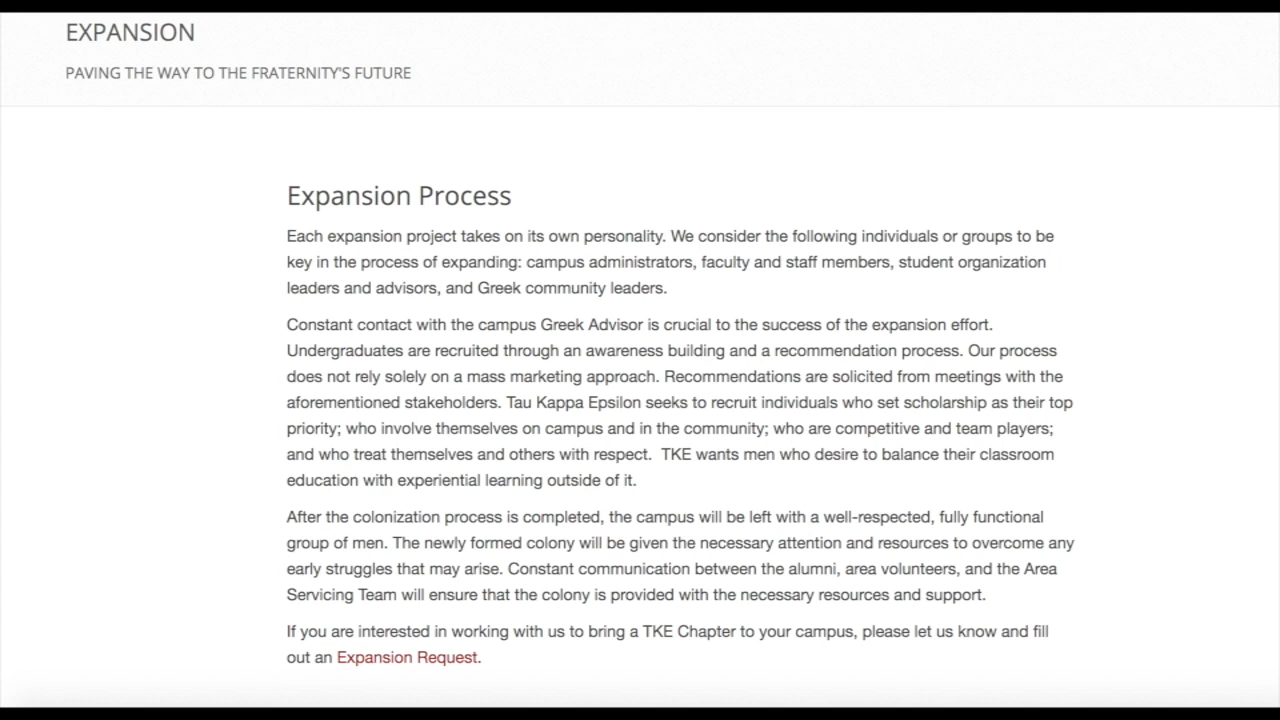 EXPANSION
PAVING THE WAY TO THE FRATERNITY'S FUTURE
Expansion Process
Each expansion project takes on its own personality. We consider the following individuals or groups to be
key in the process of expanding: campus administrators, faculty and staff members, student organization
leaders and advisors, and Greek community leaders.
Constant contact with the campus Greek Advisor is crucial to the success of the expansion effort.
Undergraduates are recruited through an awareness building and a recommendation process. Our process
does not rely solely on a mass marketing approach. Recommendations are solicited from meetings with the
aforementioned stakeholders. Tau Kappa Epsilon seeks to recruit individuals who set scholarship as their top
priority; who involve themselves on campus and in the community; who are competitive and team players;
and who treat themselves and others with respect.  TKE wants men who desire to balance their classroom
education with experiential learning outside of it.
After the colonization process is completed, the campus will be left with a well-respected, fully functional
group of men. The newly formed colony will be given the necessary attention and resources to overcome any
early struggles that may arise. Constant communication between the alumni, area volunteers, and the Area
Servicing Team will ensure that the colony is provided with the necessary resources and support.
If you are interested in working with us to bring a TKE Chapter to your campus, please let us know and fill
out an Expansion Request.